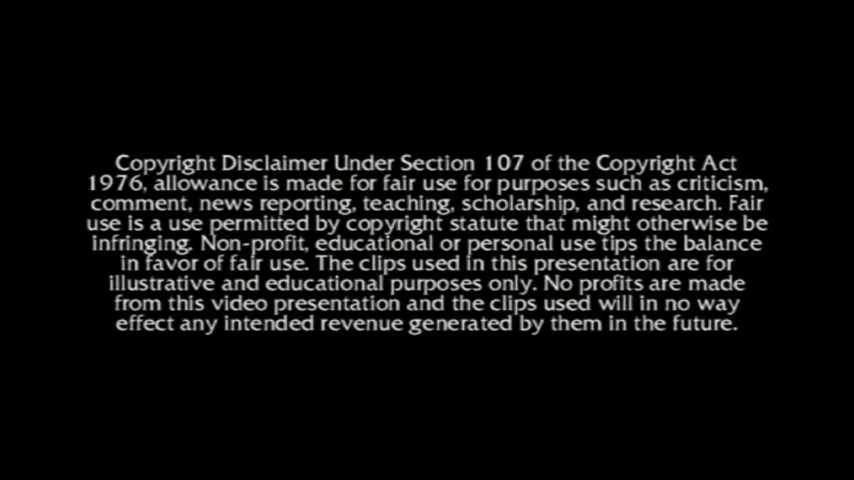 Copyright Disclaimer Under Section 107 of the Copyright Act
1976, allowance is made for fair use for purposes such as criticism,
comment, news reporting, teaching, scholarship, and research. Fair
use is a use permitted by copyright statute that might otherwise be
infringing. Non-profit, educational or personal use tips the balance
in favor of fair use. The clips used in this presentation are for
illustrative and educational purposes only. No profits are made
from this video presentation and the clips used will in no way
effect any intended revenue generated by them in the future.